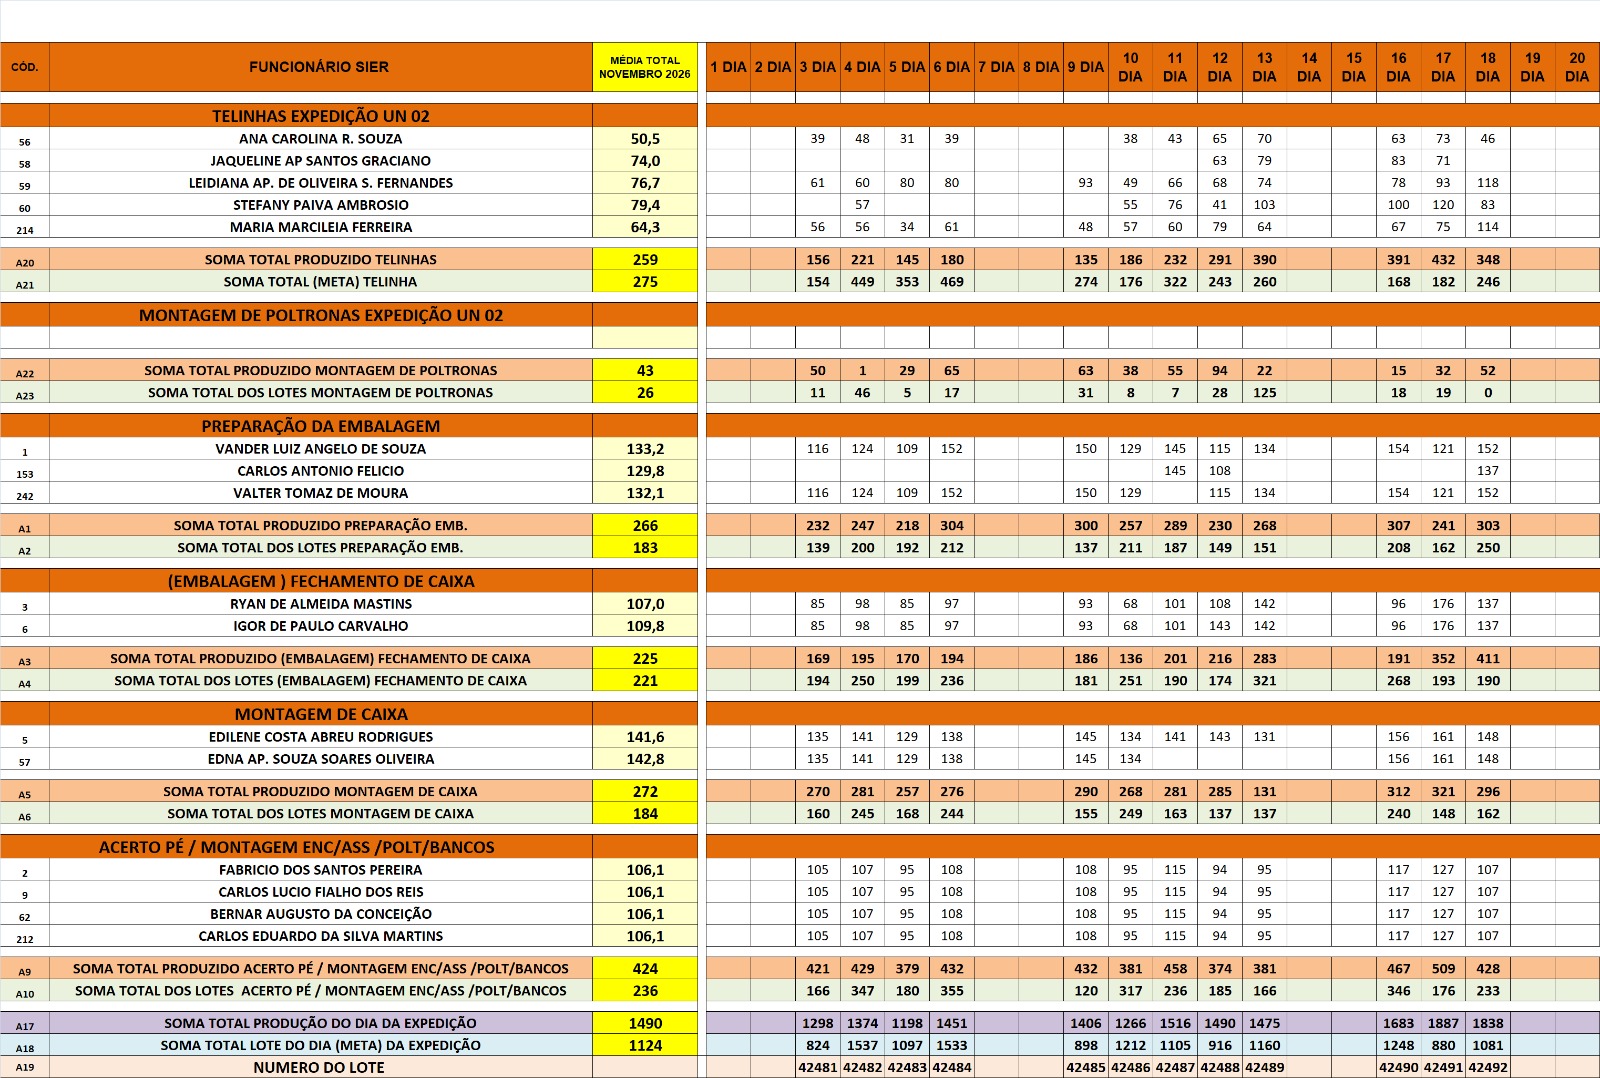 CÓD. FUNCIONÁRIO SIER MÉDIA TOTAL NOVEMBRO 2026 1 DIA 2 DIA 3 DIA 4 DIA 5 DIA 6 DIA 7 DIA 8 DIA 9 DIA 10 DIA 11 DIA 12 DIA 13 DIA 14 DIA 15 DIA 16 DIA 17 DIA 18 DIA 19 DIA 20 DIA
TELINHAS EXPEDIÇÃO UN 02
56 ANA CAROLINA R. SOUZA 50,5 39 48 31 39 38 43 65 70 63 73 46
58 JAQUELINE AP SANTOS GRACIANO 74,0 63 79 83 71
59 LEIDIANA AP. DE OLIVEIRA S. FERNANDES 76,7 61 60 80 80 93 49 66 68 74 78 93 118
60 STEFANY PAIVA AMBROSIO 79,4 57 55 76 41 103 100 120 83
214 MARIA MARCILEIA FERREIRA 64,3 56 56 34 61 48 57 60 79 64 67 75 114
A20 SOMA TOTAL PRODUZIDO TELINHAS 259 156 221 145 180 135 186 232 291 390 391 432 348
A21 SOMA TOTAL (META) TELINHA 275 154 449 353 469 274 176 322 243 260 168 182 246
MONTAGEM DE POLTRONAS EXPEDIÇÃO UN 02
A22 SOMA TOTAL PRODUZIDO MONTAGEM DE POLTRONAS 43 50 1 29 65 63 38 55 94 22 15 32 52
A23 SOMA TOTAL DOS LOTES MONTAGEM DE POLTRONAS 26 11 46 5 17 31 8 7 28 125 18 19 0
PREPARAÇÃO DA EMBALAGEM
1 VANDER LUIZ ANGELO DE SOUZA 133,2 116 124 109 152 150 129 145 115 134 154 121 152
153 CARLOS ANTONIO FELICIO 129,8 145 108 137
242 VALTER TOMAZ DE MOURA 132,1 116 124 109 152 150 129 115 134 154 121 152
A1 SOMA TOTAL PRODUZIDO PREPARAÇÃO EMB. 266 232 247 218 304 300 257 289 230 268 307 241 303
A2 SOMA TOTAL DOS LOTES PREPARAÇÃO EMB. 183 139 200 192 212 137 211 187 149 151 208 162 250
(EMBALAGEM ) FECHAMENTO DE CAIXA
3 RYAN DE ALMEIDA MASTINS 107,0 85 98 85 97 93 68 101 108 142 96 176 137
6 IGOR DE PAULO CARVALHO 109,8 85 98 85 97 93 68 101 143 142 96 176 137
A3 SOMA TOTAL PRODUZIDO (EMBALAGEM) FECHAMENTO DE CAIXA 225 169 195 170 194 186 136 201 216 283 191 352 411
A4 SOMA TOTAL DOS LOTES (EMBALAGEM) FECHAMENTO DE CAIXA 221 194 250 199 236 181 251 190 174 321 268 193 190
MONTAGEM DE CAIXA
5 EDILENE COSTA ABREU RODRIGUES 141,6 135 141 129 138 145 134 141 143 131 156 161 148
57 EDNA AP. SOUZA SOARES OLIVEIRA 142,8 135 141 129 138 145 134 156 161 148
A5 SOMA TOTAL PRODUZIDO MONTAGEM DE CAIXA 272 270 281 257 276 290 268 281 285 131 312 321 296
A6 SOMA TOTAL DOS LOTES MONTAGEM DE CAIXA 184 160 245 168 244 155 249 163 137 137 240 148 162
ACERTO PÉ / MONTAGEM ENC/ASS /POLT/BANCOS
2 FABRICIO DOS SANTOS PEREIRA 106,1 105 107 95 108 108 95 115 94 95 117 127 107
9 CARLOS LUCIO FIALHO DOS REIS 106,1 105 107 95 108 108 95 115 94 95 117 127 107
62 BERNAR AUGUSTO DA CONCEIÇÃO 106,1 105 107 95 108 108 95 115 94 95 117 127 107
212 CARLOS EDUARDO DA SILVA MARTINS 106,1 105 107 95 108 108 95 115 94 95 117 127 107
A9 SOMA TOTAL PRODUZIDO ACERTO PÉ / MONTAGEM ENC/ASS /POLT/BANCOS 424 421 429 379 432 432 381 458 374 381 467 509 428
A10 SOMA TOTAL DOS LOTES ACERTO PÉ / MONTAGEM ENC/ASS /POLT/BANCOS 236 166 347 180 355 120 317 236 185 166 346 176 233
A17 SOMA TOTAL PRODUÇÃO DO DIA DA EXPEDIÇÃO 1490 1298 1374 1198 1451 1406 1266 1516 1490 1475 1683 1887 1838
A18 SOMA TOTAL LOTE DO DIA (META) DA EXPEDIÇÃO 1124 824 1537 1097 1533 898 1212 1105 916 1160 1248 880 1081
A19 NUMERO DO LOTE 42481 42482 42483 42484 42485 42486 42487 42488 42489 42490 42491 42492